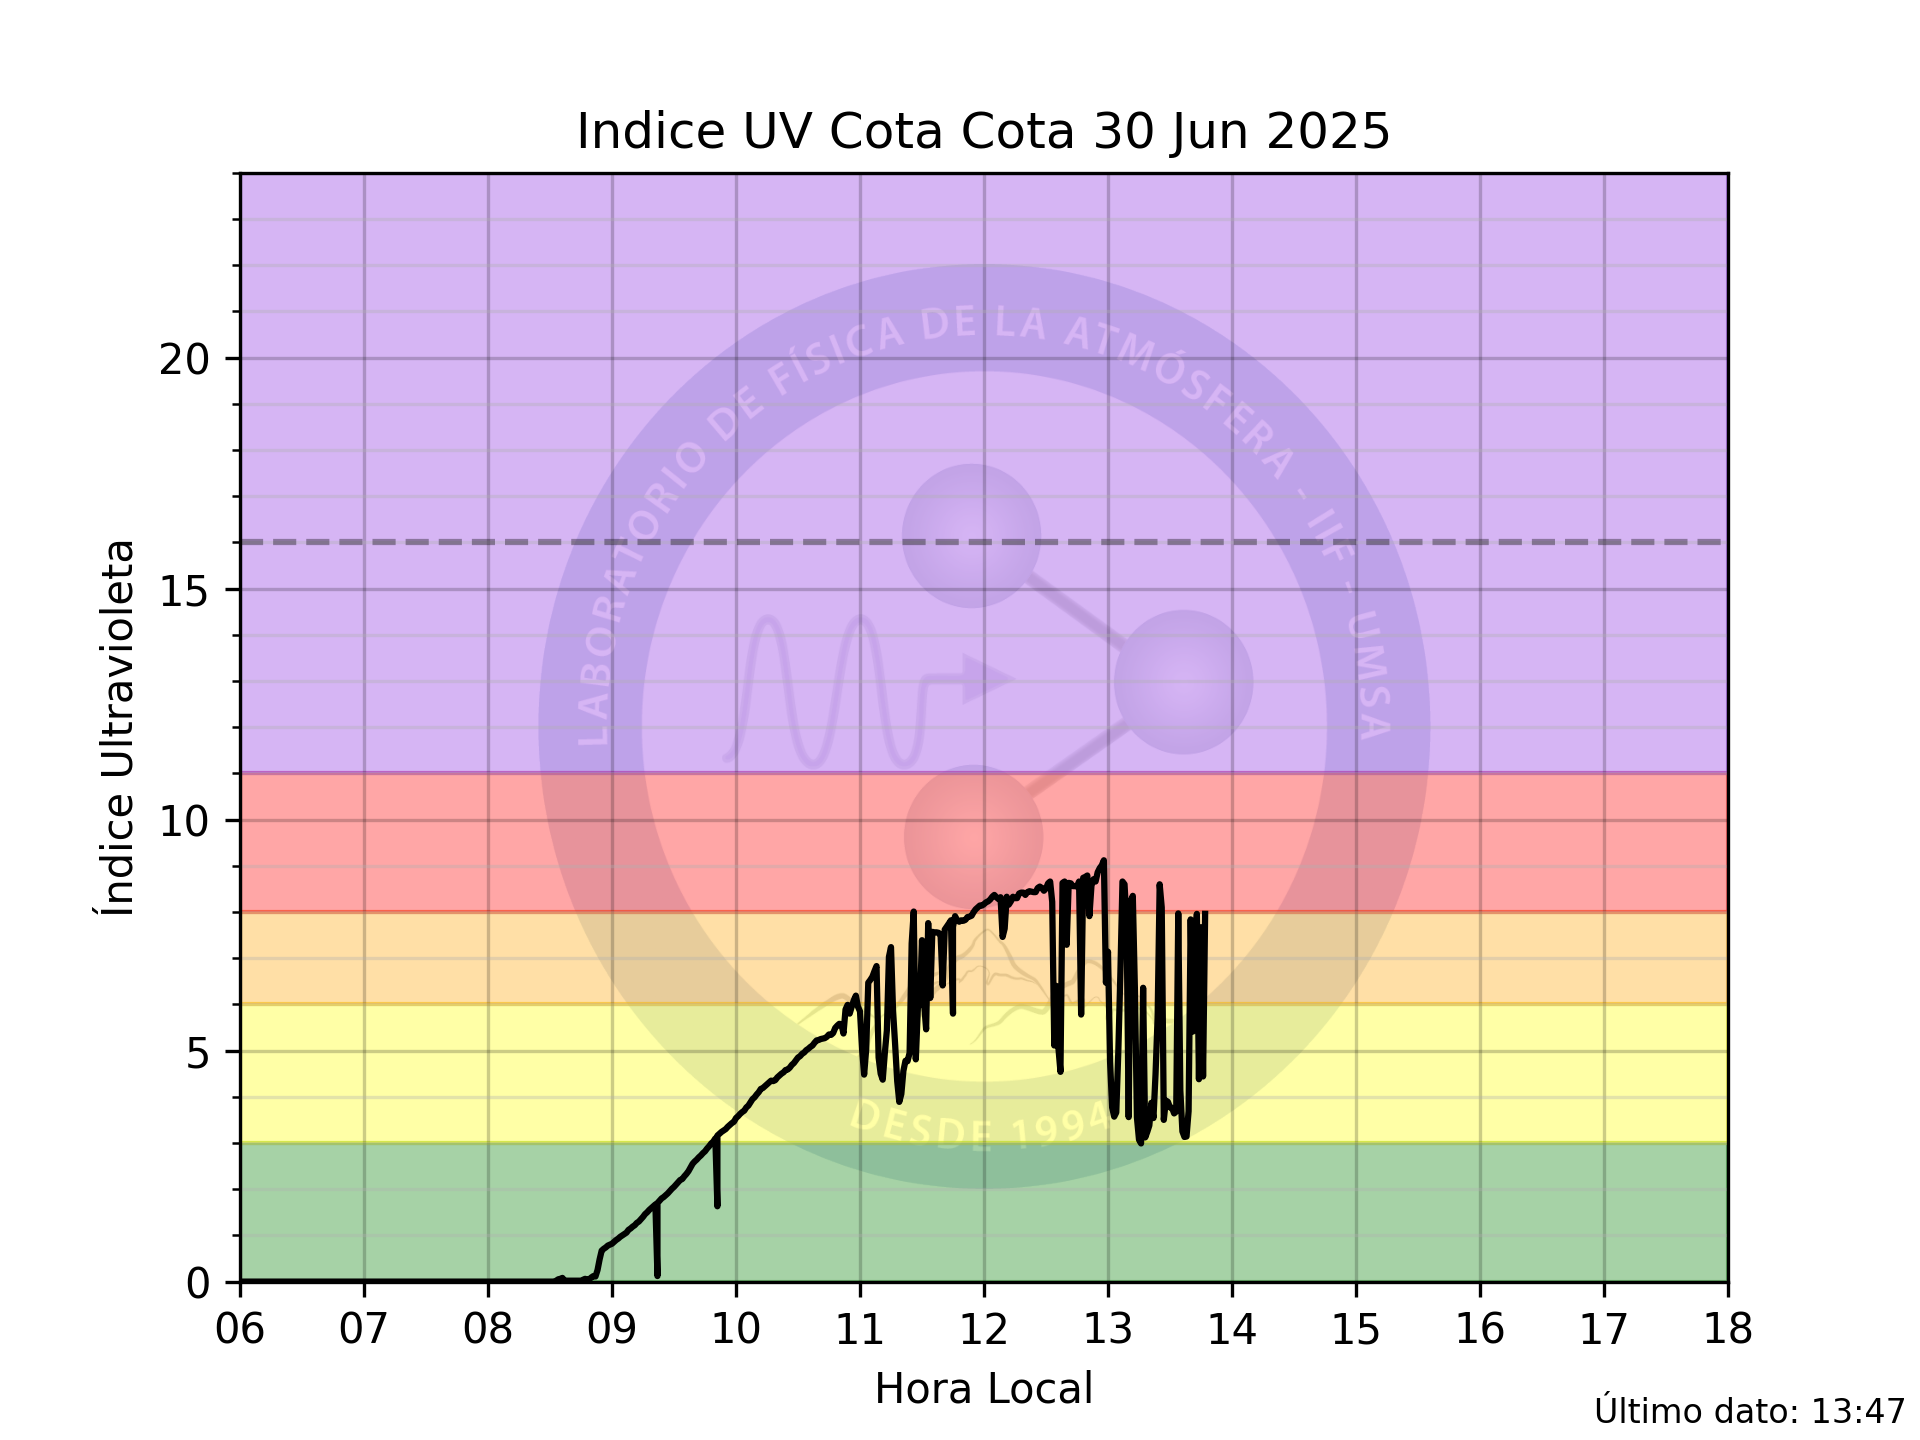 Indice UV Cota Cota 30 Jun 2025
LABORATORIO DE FÍSICA DE LA ATMÓSFERA - IIF - UMSA
DESDE 1994
Índice Ultravioleta
20
15
10
5
0
06 07 08 09 10 11 12 13 14 15 16 17 18
Hora Local
Último dato: 13:47